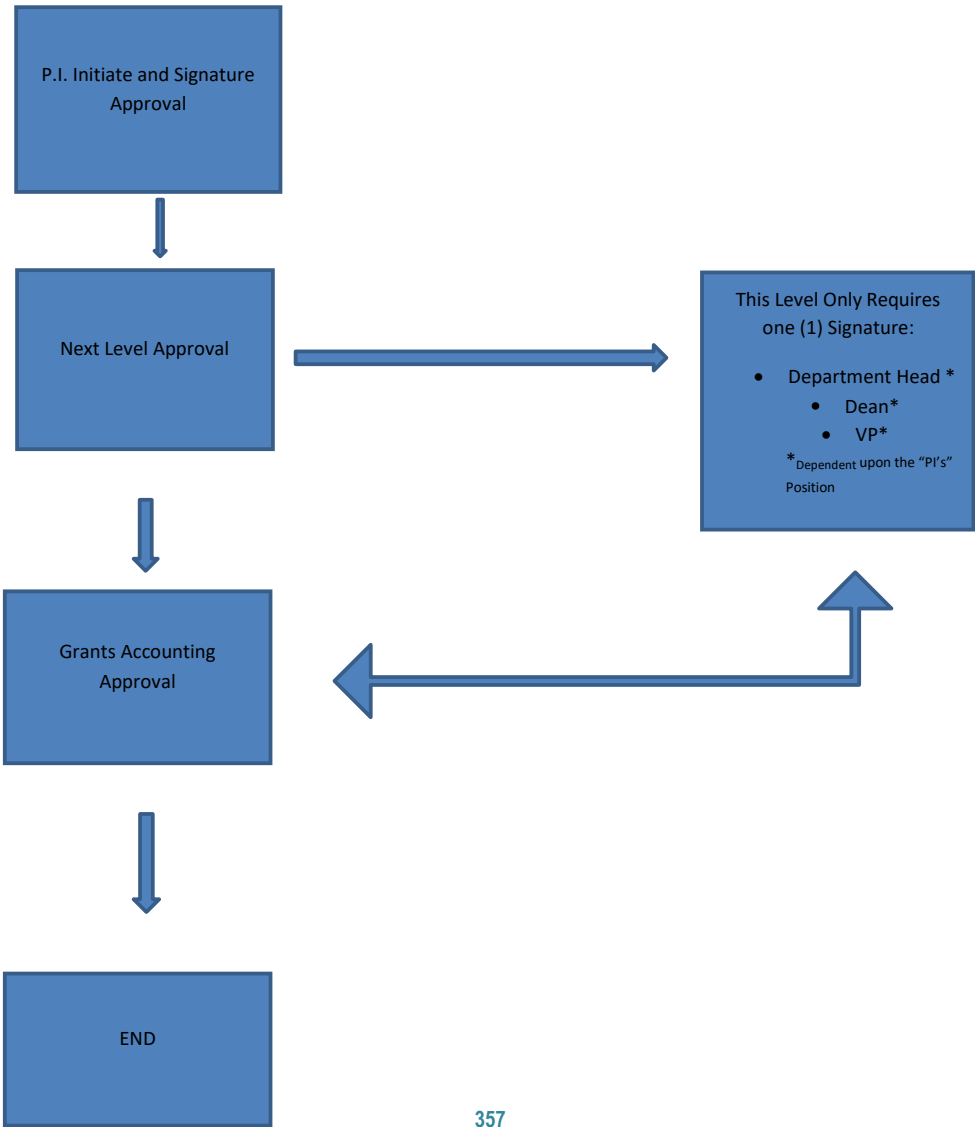 P.I. Initiate and Signature
Approval
Next Level Approval
This Level Only Requires
one (1) Signature:
• Department Head *
• Dean*
• VP*
*Dependent upon the “PI’s”
Position
Grants Accounting
Approval
END
357